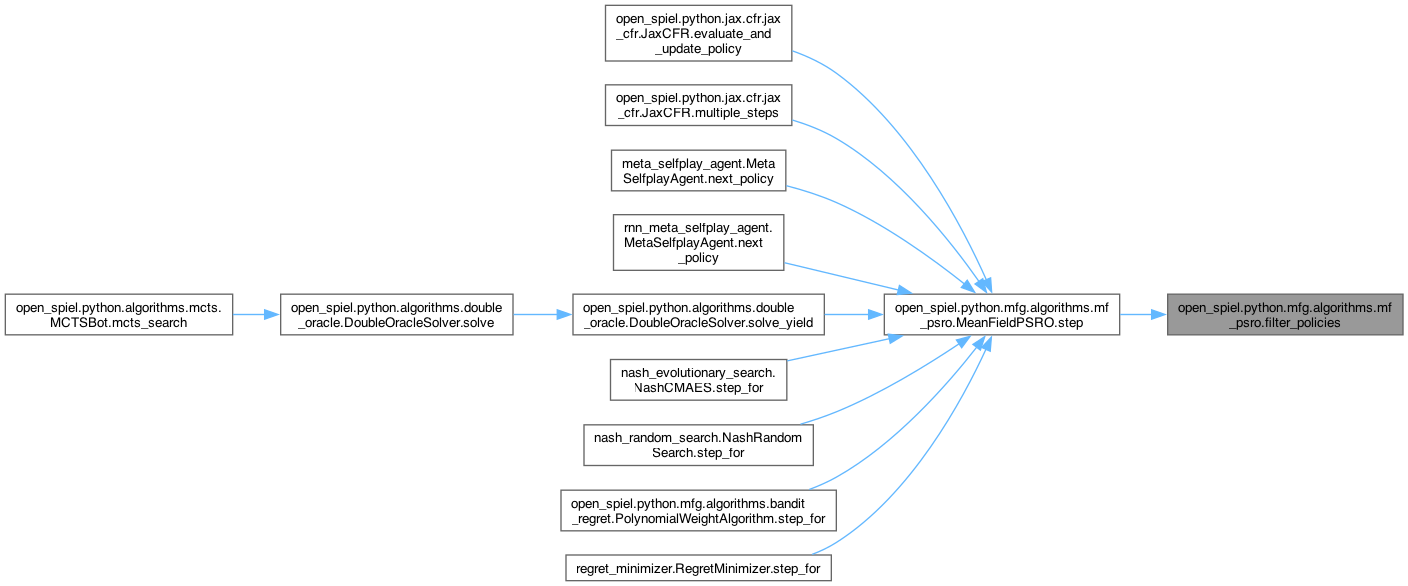 open_spiel.python.jax.cfr.jax
_cfr.JaxCFR.evaluate_and
_update_policy
open_spiel.python.jax.cfr.jax
_cfr.JaxCFR.multiple_steps
meta_selfplay_agent.Meta
SelfplayAgent.next_policy
rnn_meta_selfplay_agent.
MetaSelfplayAgent.next
_policy
open_spiel.python.algorithms.mcts.
MCTSBot.mcts_search
open_spiel.python.algorithms.double
_oracle.DoubleOracleSolver.solve
open_spiel.python.algorithms.double
_oracle.DoubleOracleSolver.solve_yield
open_spiel.python.mfg.algorithms.mf
_psro.MeanFieldPSRO.step
open_spiel.python.mfg.algorithms.mf
_psro.filter_policies
nash_evolutionary_search.
NashCMAES.step_for
nash_random_search.NashRandom
Search.step_for
open_spiel.python.mfg.algorithms.bandit
_regret.PolynomialWeightAlgorithm.step_for
regret_minimizer.RegretMinimizer.step_for